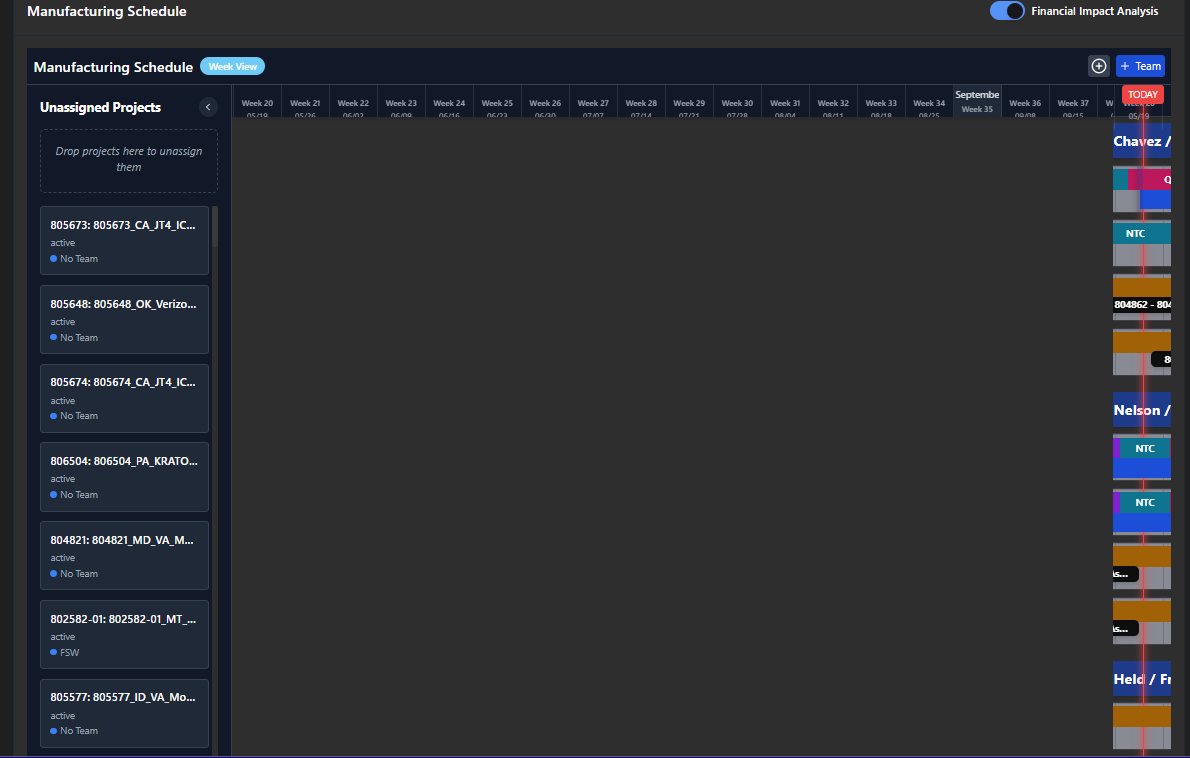 Manufacturing Schedule
Financial Impact Analysis
Manufacturing Schedule
Week View
+ Team
Unassigned Projects
Drop projects here to unassign
them
805673: 805673_CA_JT4_IC...
active
No Team
805648: 805648_OK_Verizo...
active
No Team
805674: 805674_CA_JT4_IC...
active
No Team
806504: 806504_PA_KRATO...
active
No Team
804821: 804821_MD_VA_M...
active
No Team
802582-01: 802582-01_MT_...
active
FSW
805577: 805577_ID_VA_Mo...
active
No Team
Septembe
TODAY
Week 20 Week 21 Week 22 Week 23 Week 24 Week 25 Week 26 Week 27 Week 28 Week 29 Week 30 Week 31 Week 32 Week 33 Week 34 Week 35 Week 36 Week 37 W
05/19 05/26 06/02 06/09 06/16 06/23 06/30 07/07 07/14 07/21 07/28 08/04 08/11 08/18 08/25 09/08 09/15 05/19
Chavez /
Q
NTC
804862 - 804
8
Nelson /
NTC
NTC
As...
As...
Held / Fr